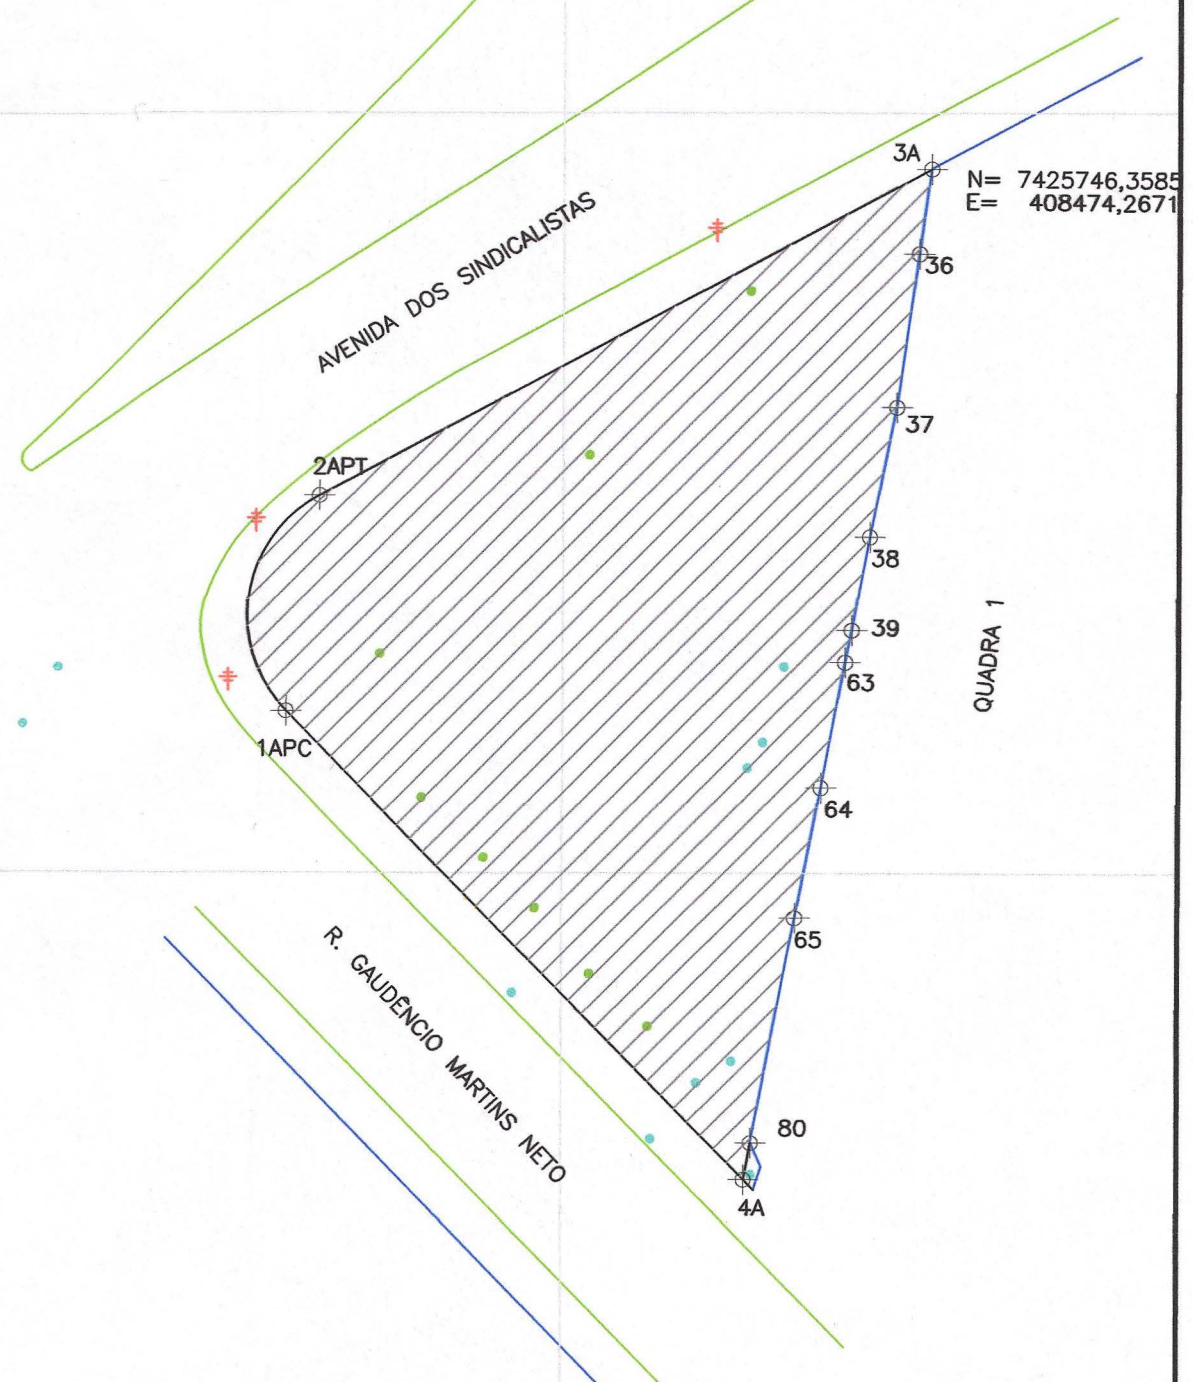 3A
N= 7425746,3585
E= 408474,2671
AVENIDA DOS SINDICALISTAS
36
37
2APT
38
39
63
QUADRA 1
1APC
64
65
R. GAUDÊNCIO MARTINS NETO
80
4A